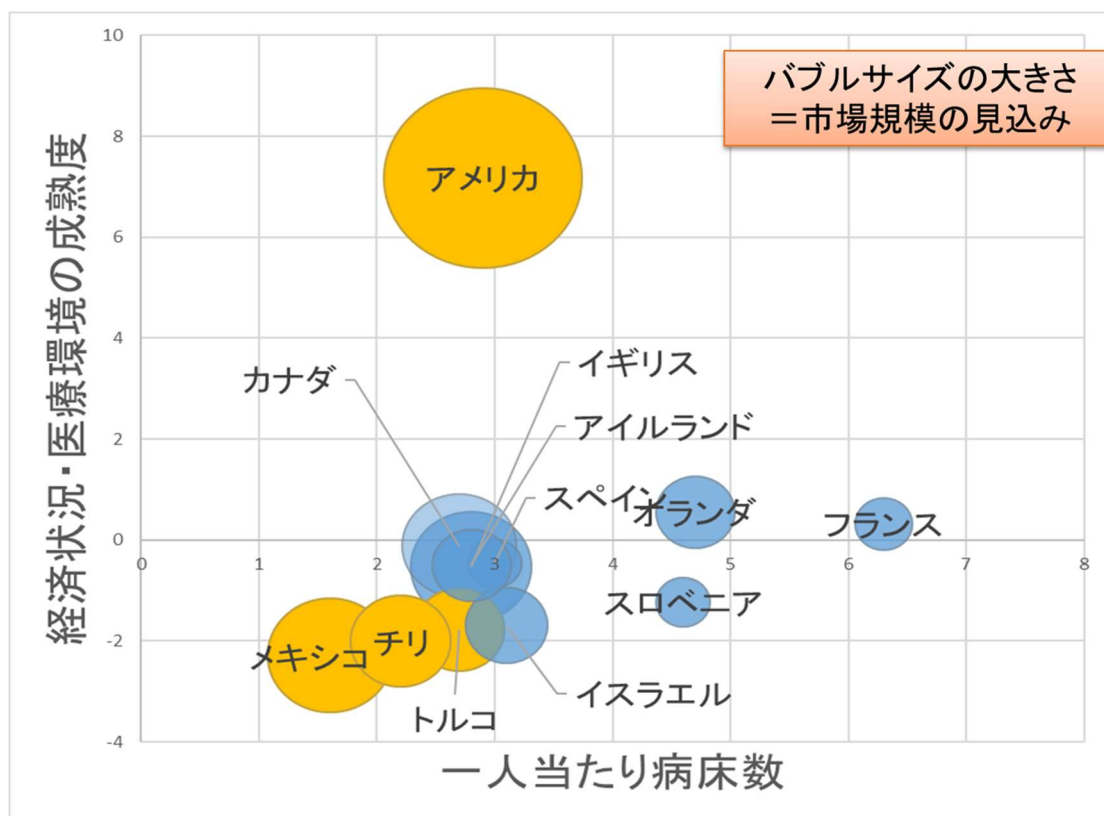 バブルサイズの大きさ
＝市場規模の見込み
経済状況・医療環境の成熟度
10
8
6
4
2
0
-2
-4
アメリカ
カナダ
イギリス
アイルランド
スペイン
オランダ
フランス
0
1
2
3
4
5
6
7
8
スロベニア
メキシコ
チリ
トルコ
イスラエル
一人当たり病床数